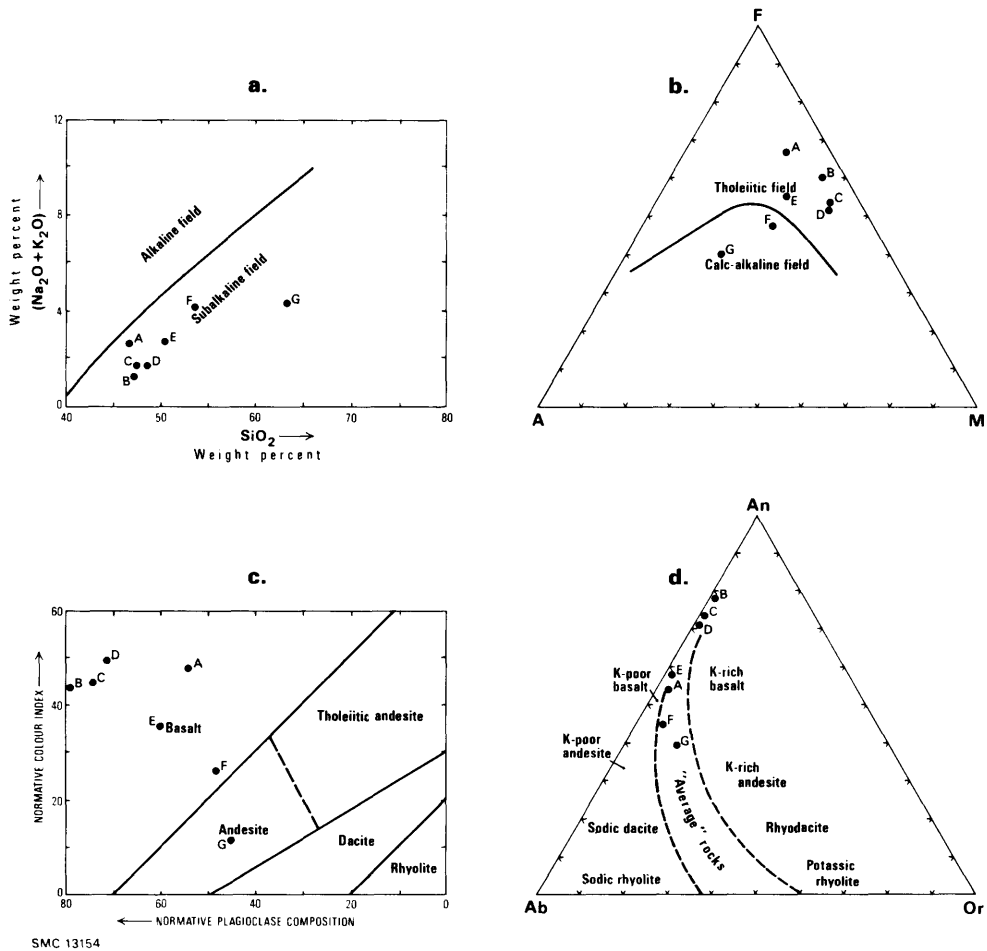 a.
12
8
4
0
Weight percent
(Na2O+K2O)
Alkaline field
Subalkaline field
A
B
C
D
E
F
G
40
50
60
70
80
SiO2
Weight percent
b.
F
A
M
Tholeiitic field
Calc-alkaline field
A
B
C
D
E
F
G
c.
60
40
20
0
NORMATIVE COLOUR INDEX
D
B
C
A
E
Basalt
F
G
Tholeiitic andesite
Andesite
Dacite
Rhyolite
80
60
40
20
0
NORMATIVE PLAGIOCLASE COMPOSITION
d.
An
Ab
Or
B
C
D
E
A
F
G
K-poor
basalt
K-rich
basalt
K-poor
andesite
K-rich
andesite
"Average" rocks
Sodic dacite
Rhyodacite
Sodic rhyolite
Potassic
rhyolite
SMC 13154